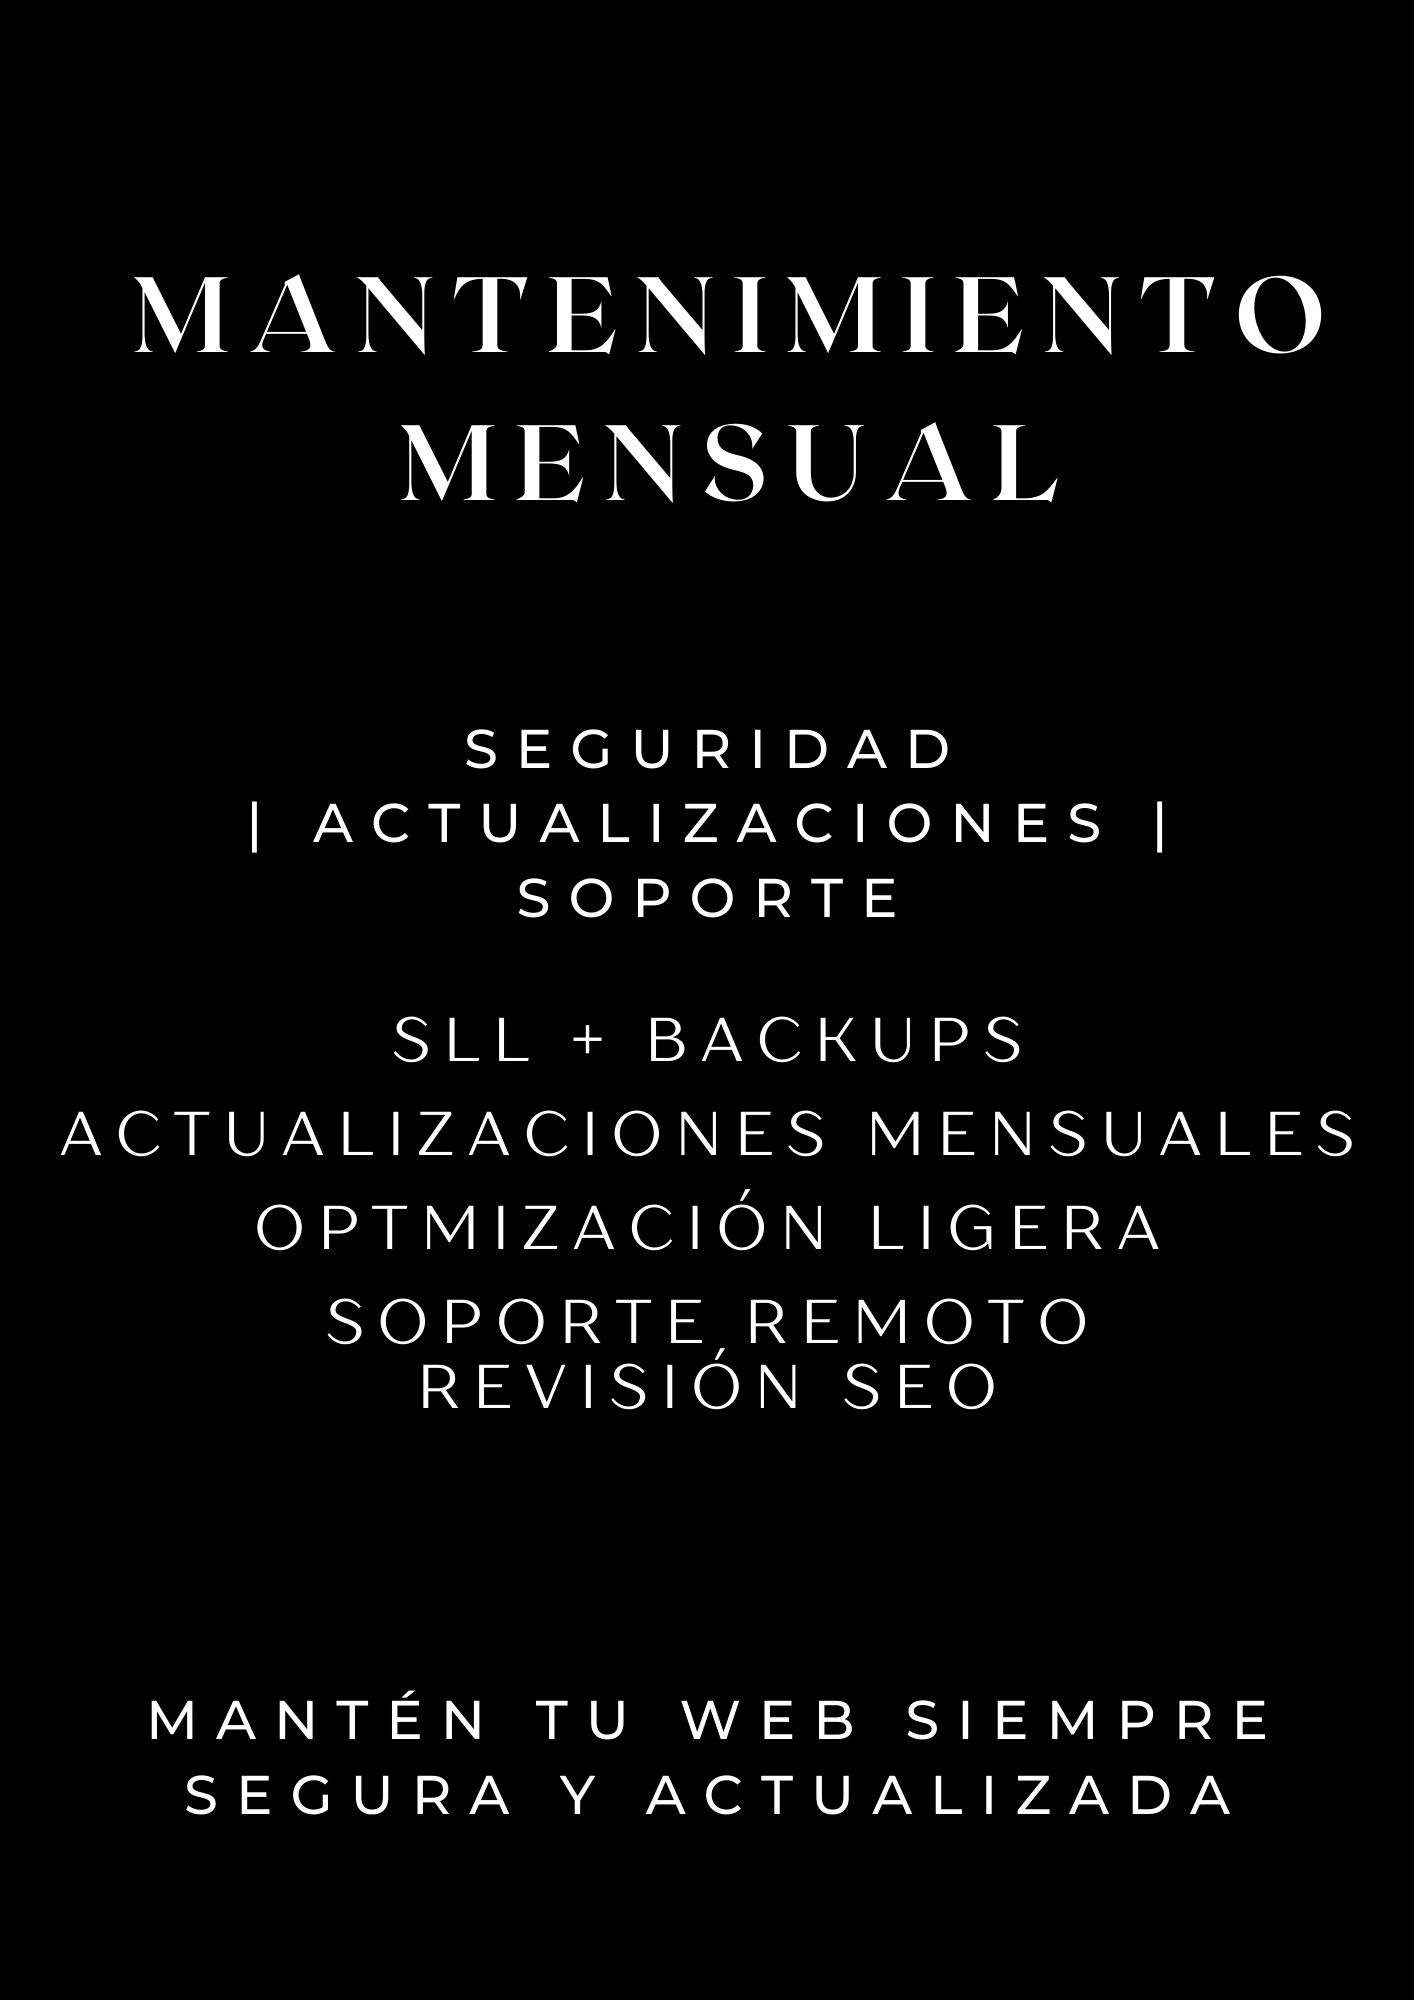 MANTENIMIENTO
MENSUAL
SEGURIDAD
| ACTUALIZACIONES |
SOPORTE
SLL + BACKUPS
ACTUALIZACIONES MENSUALES
OPTMIZACIÓN LIGERA
SOPORTE REMOTO
REVISIÓN SEO
MANTÉN TU WEB SIEMPRE
SEGURA Y ACTUALIZADA